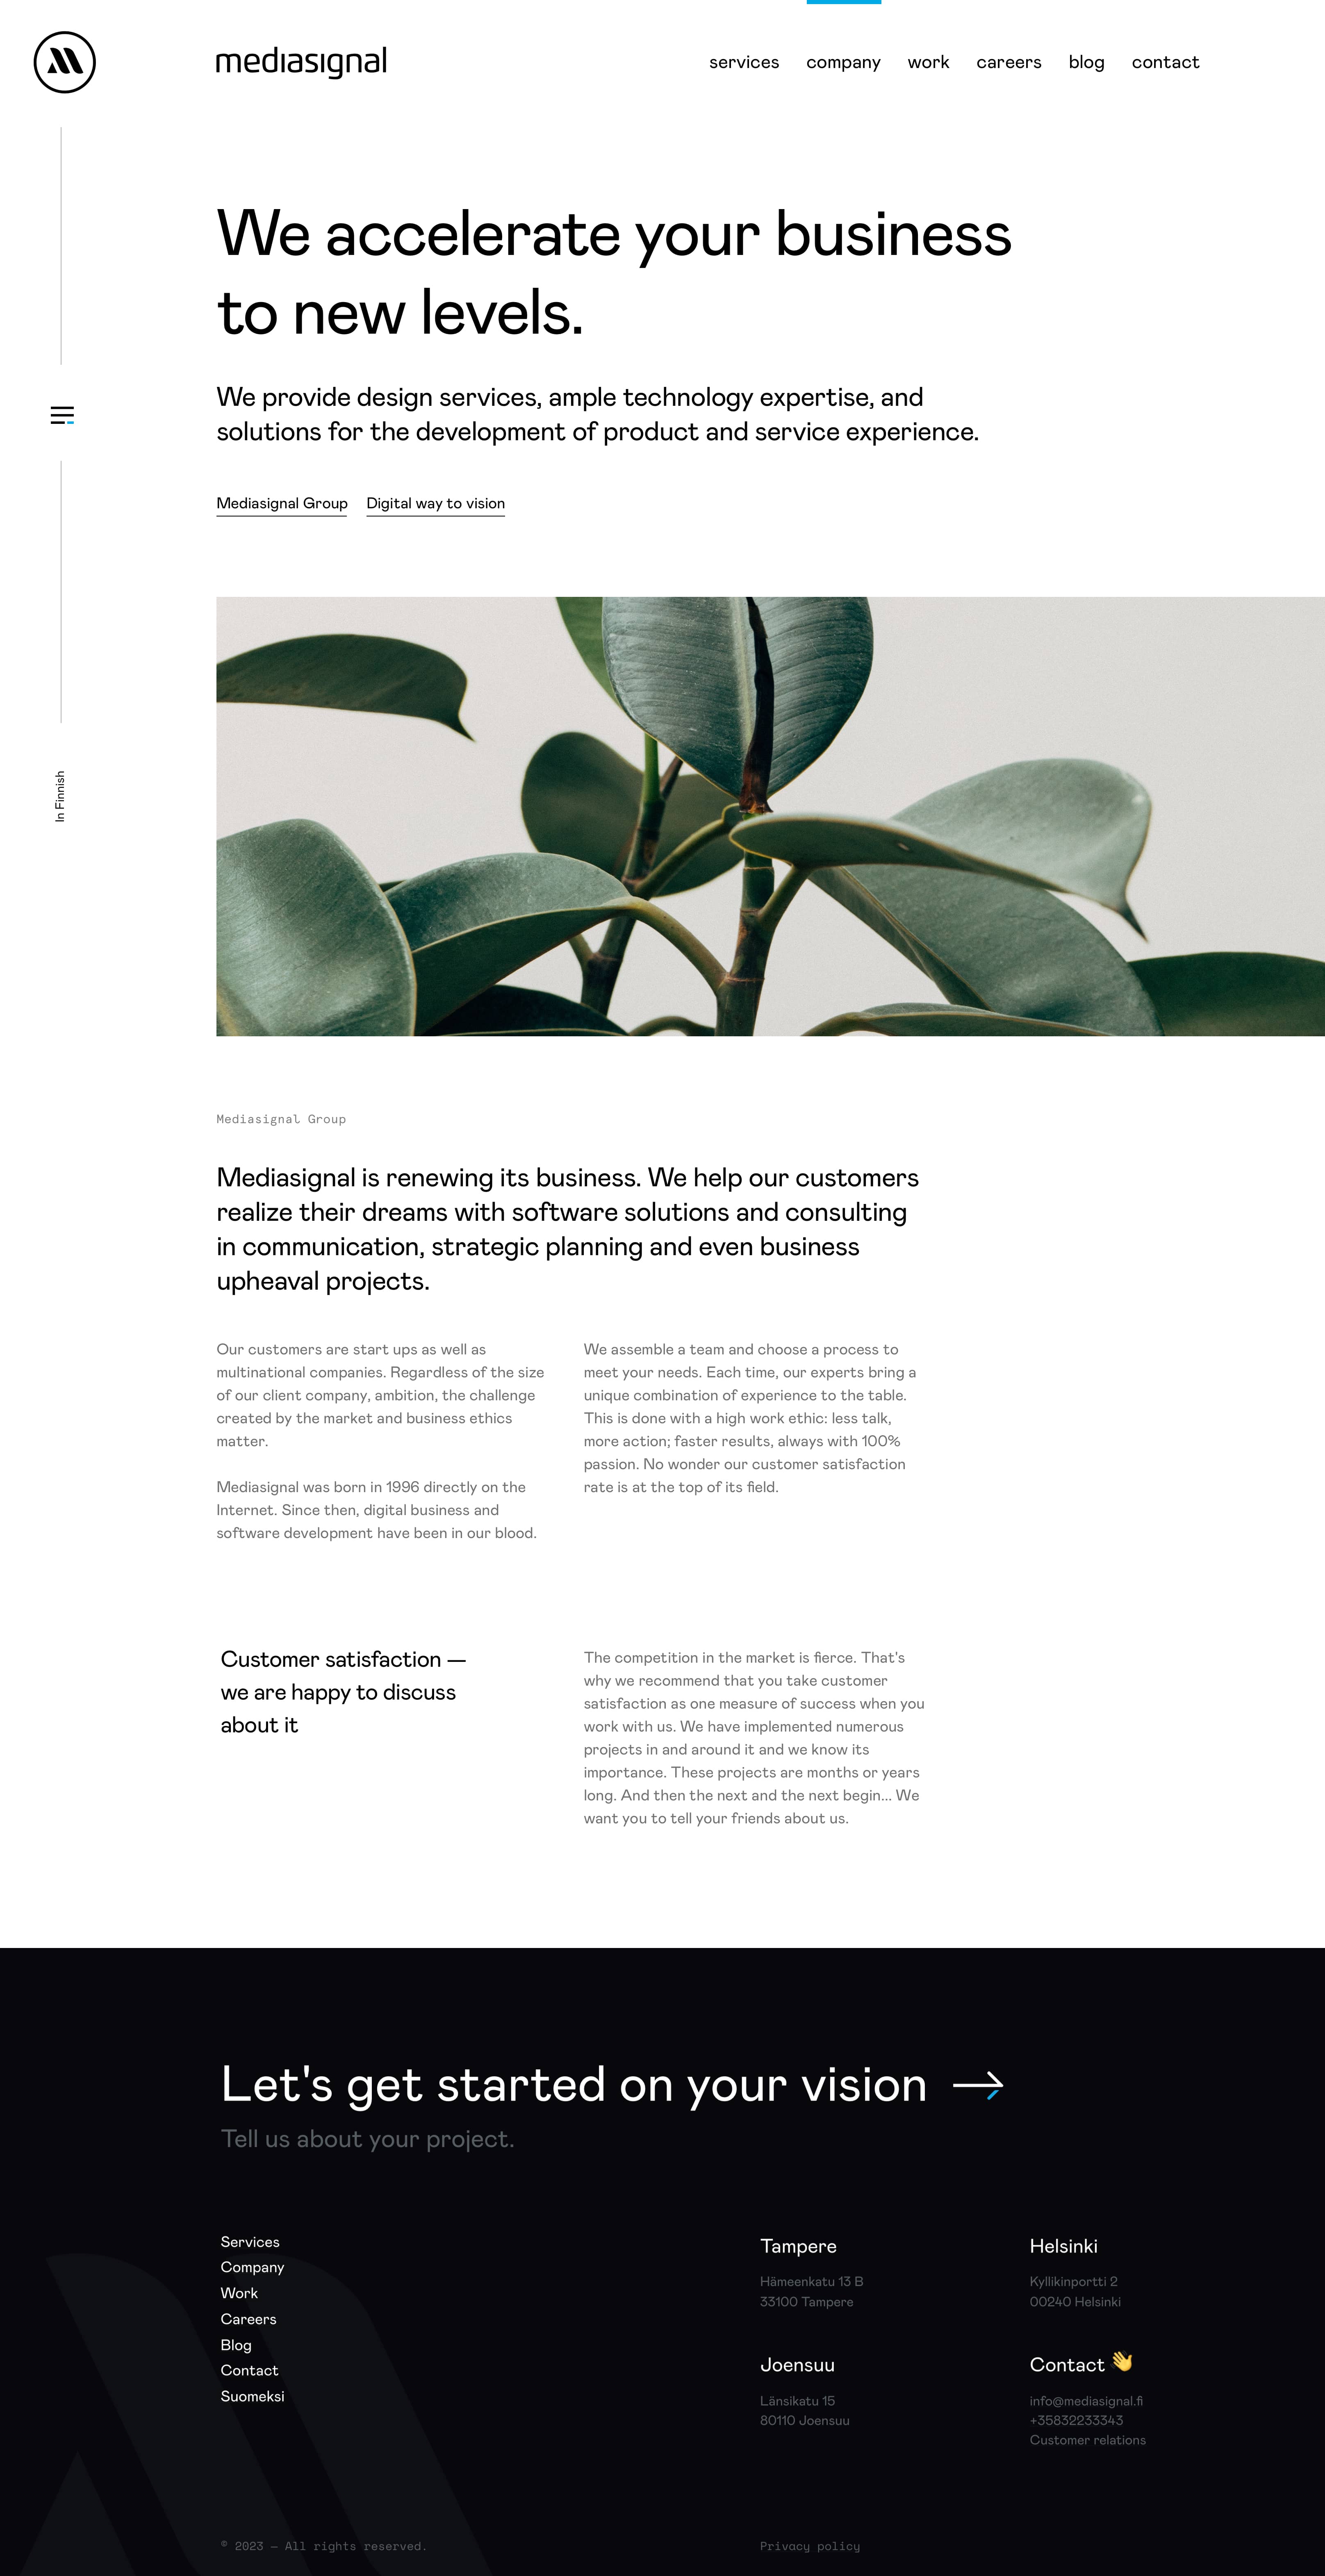 mediasignal
services company work careers blog contact
We accelerate your business
to new levels.
We provide design services, ample technology expertise, and
solutions for the development of product and service experience.
Mediasignal Group Digital way to vision
In Finnish
Mediasignal Group
Mediasignal is renewing its business. We help our customers
realize their dreams with software solutions and consulting
in communication, strategic planning and even business
upheaval projects.
Our customers are start ups as well as
multinational companies. Regardless of the size
of our client company, ambition, the challenge
created by the market and business ethics
matter.
Mediasignal was born in 1996 directly on the
Internet. Since then, digital business and
software development have been in our blood.
We assemble a team and choose a process to
meet your needs. Each time, our experts bring a
unique combination of experience to the table.
This is done with a high work ethic: less talk,
more action; faster results, always with 100%
passion. No wonder our customer satisfaction
rate is at the top of its field.
Customer satisfaction —
we are happy to discuss
about it
The competition in the market is fierce. That's
why we recommend that you take customer
satisfaction as one measure of success when you
work with us. We have implemented numerous
projects in and around it and we know its
importance. These projects are months or years
long. And then the next and the next begin... We
want you to tell your friends about us.
Let's get started on your vision
Tell us about your project.
Services
Company
Work
Careers
Blog
Contact
Suomeksi
Tampere
Hämeenkatu 13 B
33100 Tampere
Helsinki
Kyllikinportti 2
00240 Helsinki
Joensuu
Länsikatu 15
80110 Joensuu
Contact 👋
info@mediasignal.fi
+35832233343
Customer relations
© 2023 — All rights reserved.
Privacy policy